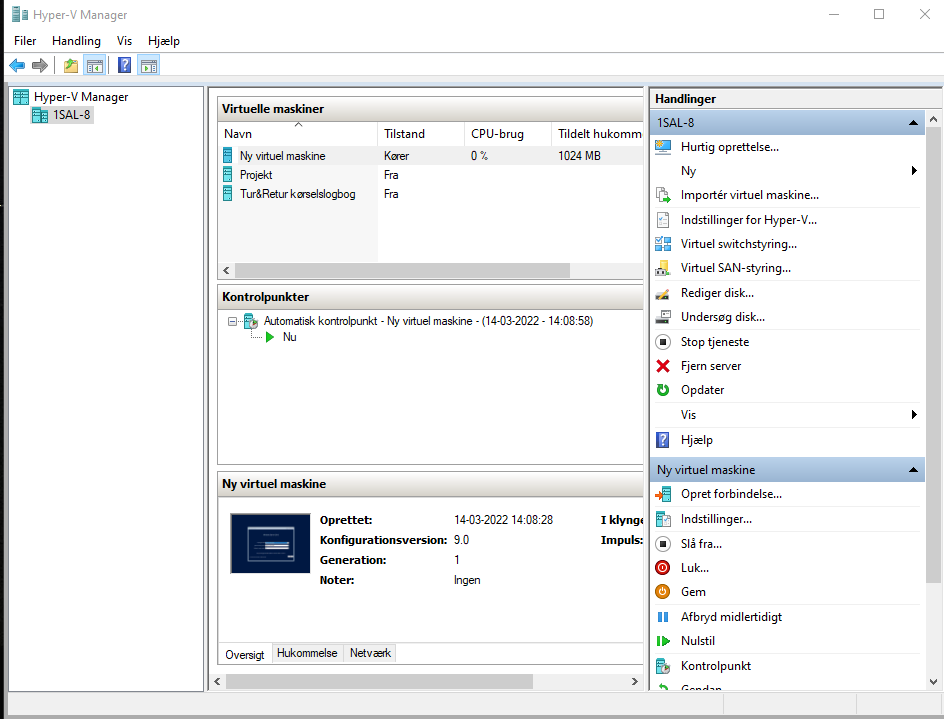 Hyper-V Manager
Filer Handling Vis Hjælp
Hyper-V Manager
1SAL-8
Virtuelle maskiner
Navn Tilstand CPU-brug Tildelt hukomm
Ny virtuel maskine Kører 0 % 1024 MB
Projekt Fra
Tur&Retur kørselslogbog Fra
Kontrolpunkter
Automatisk kontrolpunkt - Ny virtuel maskine - (14-03-2022 - 14:08:58)
Nu
Ny virtuel maskine
Oprettet: 14-03-2022 14:08:28 I klynge
Konfigurationsversion: 9.0 Impuls:
Generation: 1
Noter: Ingen
Oversigt Hukommelse Netværk
Handlinger
1SAL-8
Hurtig oprettelse...
Ny
Importér virtuel maskine...
Indstillinger for Hyper-V...
Virtuel switchstyring...
Virtuel SAN-styring...
Rediger disk...
Undersøg disk...
Stop tjeneste
Fjern server
Opdater
Vis
Hjælp
Ny virtuel maskine
Opret forbindelse...
Indstillinger...
Slå fra...
Luk...
Gem
Afbryd midlertidigt
Nulstil
Kontrolpunkt
Gendan